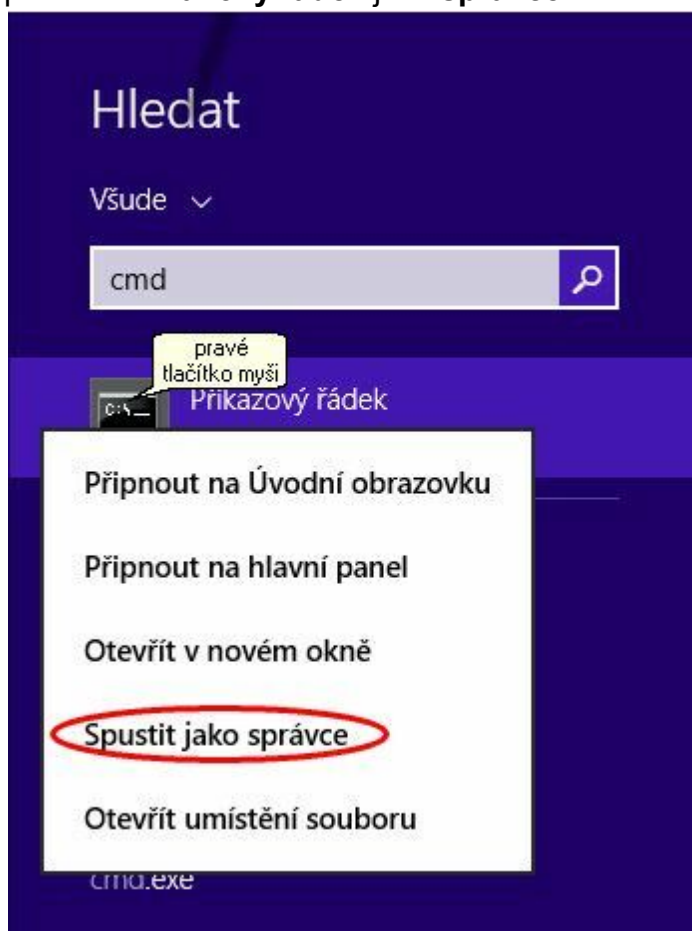 Hledat
Všude
cmd
pravé
tlačítko myši
Příkazový řádek
Připnout na Úvodní obrazovku
Připnout na hlavní panel
Otevřít v novém okně
Spustit jako správce
Otevřít umístění souboru
cmd.exe